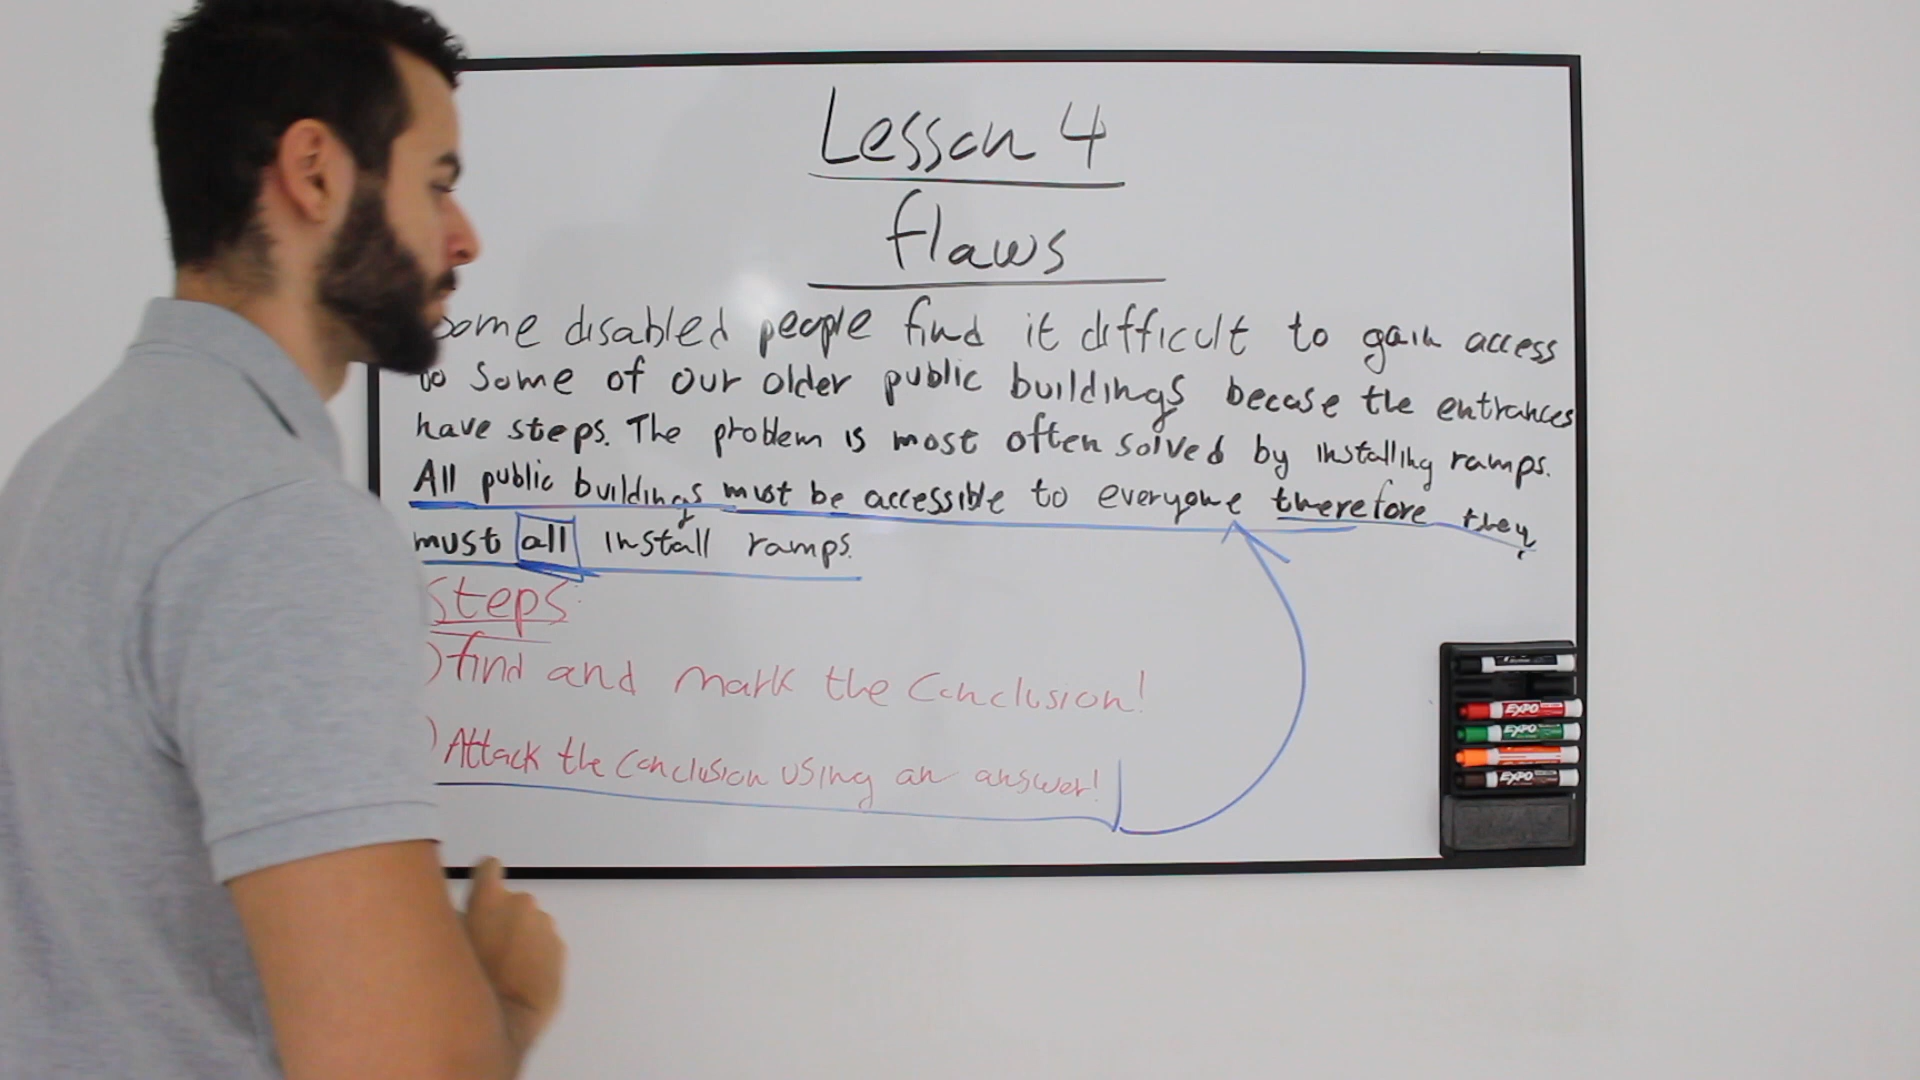 Lesson 4
flaws
Some disabled people find it difficult to gain access
to some of our older public buildings becase the entrances
have steps. The problem is most often solved by installing ramps.
All public buildings must be accessible to everyone therefore they
must all install ramps.
Steps:
) find and mark the Conclusion!
) Attack the Conclusion using an answer!
EXPO
EXPO
EXPO